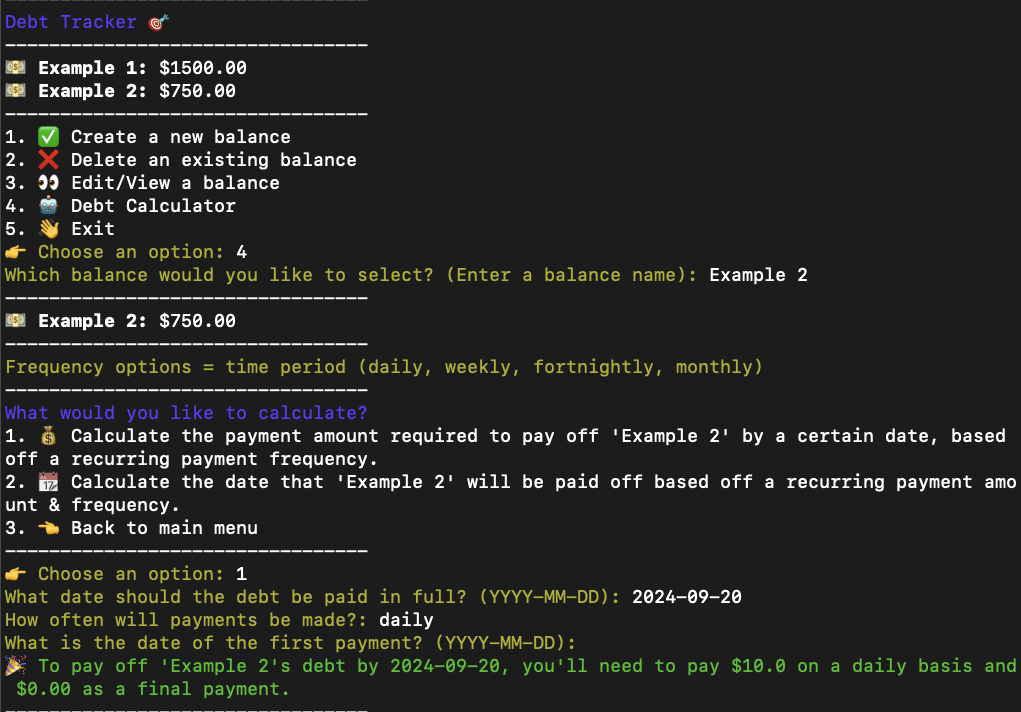 Debt Tracker 🎯
---------------------------------
💵 Example 1: $1500.00
💵 Example 2: $750.00
---------------------------------
1. ✅ Create a new balance
2. ❌ Delete an existing balance
3. 👀 Edit/View a balance
4. 🤖 Debt Calculator
5. 👋 Exit
👉 Choose an option: 4
Which balance would you like to select? (Enter a balance name): Example 2
---------------------------------
💵 Example 2: $750.00
---------------------------------
Frequency options = time period (daily, weekly, fortnightly, monthly)
---------------------------------
What would you like to calculate?
1. 💰 Calculate the payment amount required to pay off 'Example 2' by a certain date, based
off a recurring payment frequency.
2. 📆 Calculate the date that 'Example 2' will be paid off based off a recurring payment amo
unt & frequency.
3. 👈 Back to main menu
---------------------------------
👉 Choose an option: 1
What date should the debt be paid in full? (YYYY-MM-DD): 2024-09-20
How often will payments be made?: daily
What is the date of the first payment? (YYYY-MM-DD):
🎉 To pay off 'Example 2's debt by 2024-09-20, you'll need to pay $10.0 on a daily basis and
$0.00 as a final payment.
---------------------------------